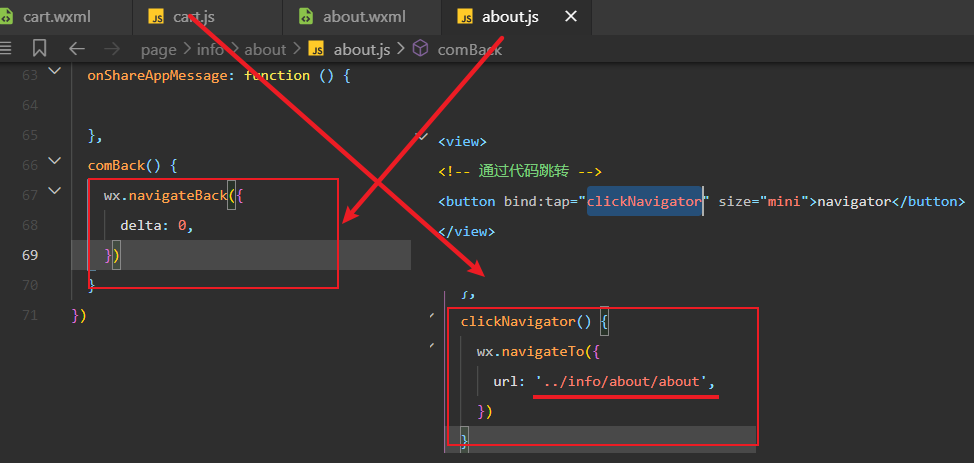 cart.wxml
JS cart.js
about.wxml
JS about.js ×
page > info > about > JS about.js > comBack
63 onShareAppMessage: function () {
64
65 },
66 comBack() {
67 wx.navigateBack({
68 delta: 0,
69 })
70 }
71 })
<view>
<!-- 通过代码跳转 -->
<button bind:tap="clickNavigator" size="mini">navigator</button>
</view>
},
clickNavigator() {
wx.navigateTo({
url: '../info/about/about',
})
}